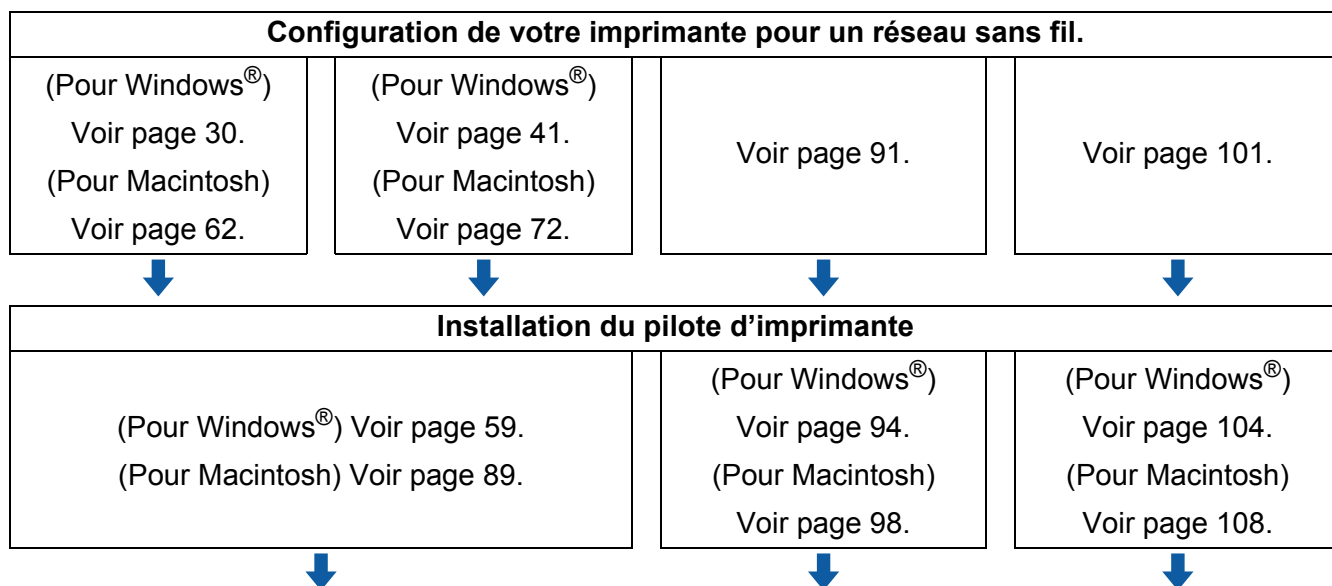 Configuration de votre imprimante pour un réseau sans fil.
(Pour Windows®)
Voir page 30.
(Pour Macintosh)
Voir page 62.
(Pour Windows®)
Voir page 41.
(Pour Macintosh)
Voir page 72.
Voir page 91.
Voir page 101.
Installation du pilote d’imprimante
(Pour Windows®) Voir page 59.
(Pour Macintosh) Voir page 89.
(Pour Windows®)
Voir page 94.
(Pour Macintosh)
Voir page 98.
(Pour Windows®)
Voir page 104.
(Pour Macintosh)
Voir page 108.